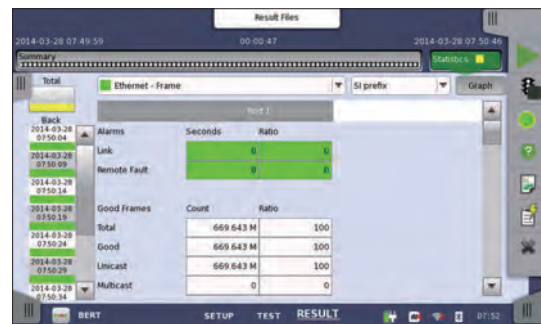 Result Files
2014-03-28 07:49:59 00:00:47 2014-03-28 07:50:46
Summary Statistics
Total Ethernet - Frame SI prefix Graph
Back
2014-03-28 07:50:04
2014-03-28 07:50:09
2014-03-28 07:50:14
2014-03-28 07:50:19
2014-03-28 07:50:24
2014-03-28 07:50:29
2014-03-28 07:50:34
Alarms Seconds Ratio
Link 0 0
Remote Fault 0 0
Good Frames Count Ratio
Total 669.643 M 100
Good 669.643 M 100
Unicast 669.643 M 100
Multicast 0 0
BERT SETUP TEST RESULT 07:52